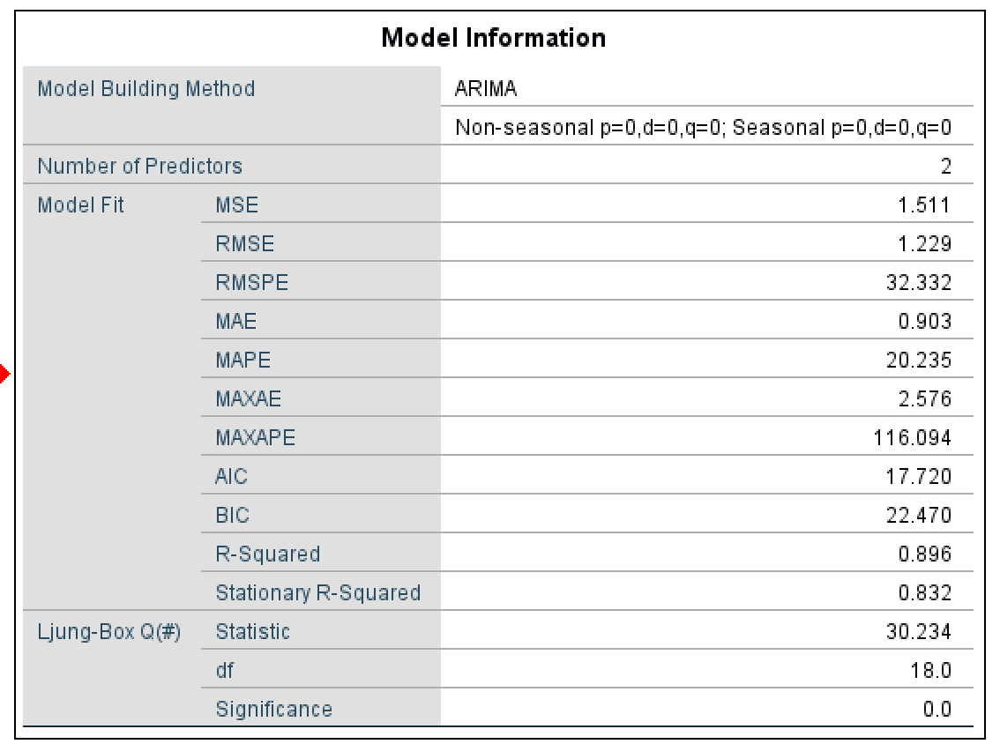 Model Information
Model Building Method ARIMA
Non-seasonal p=0,d=0,q=0; Seasonal p=0,d=0,q=0
Number of Predictors 2
Model Fit MSE 1.511
RMSE 1.229
RMSPE 32.332
MAE 0.903
MAPE 20.235
MAXAE 2.576
MAXAPE 116.094
AIC 17.720
BIC 22.470
R-Squared 0.896
Stationary R-Squared 0.832
Ljung-Box Q(#) Statistic 30.234
df 18.0
Significance 0.0